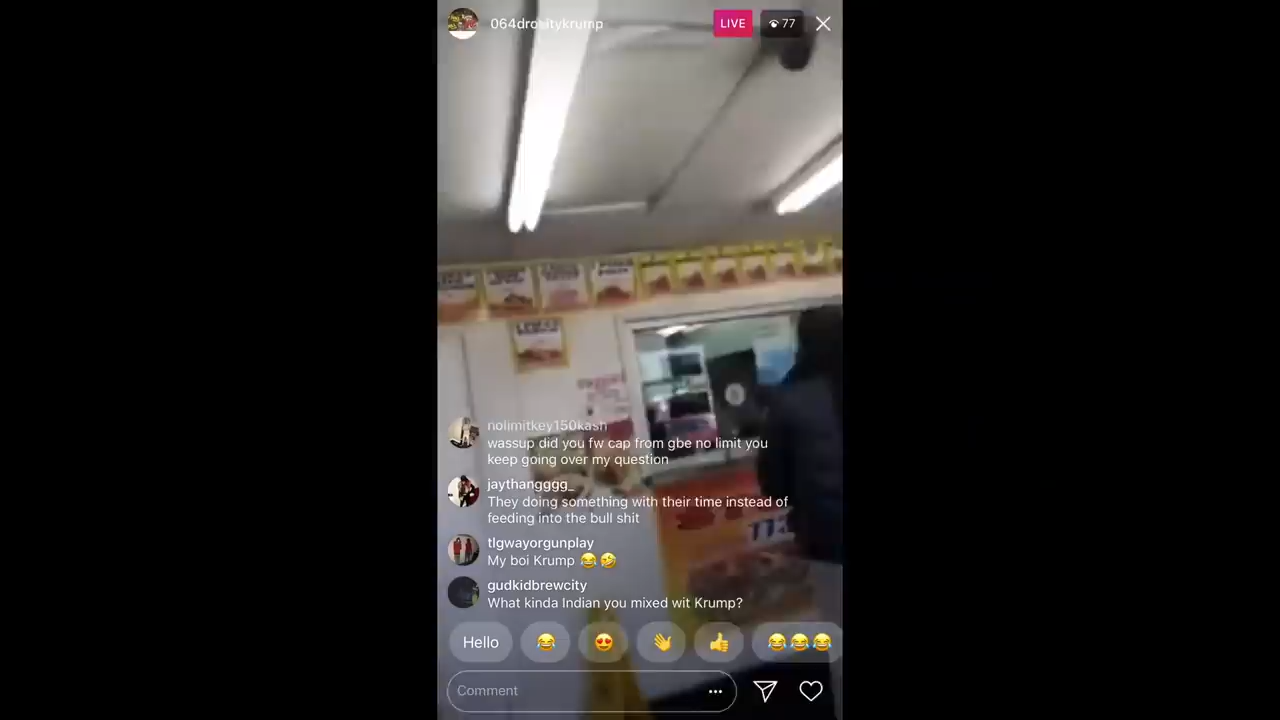 064drocitykrump LIVE 77
nolimitkey150kash
wassup did you fw cap from gbe no limit you
keep going over my question
jaythangggg_
They doing something with their time instead of
feeding into the bull shit
tlgwayorgunplay
My boi Krump 😂🤣
gudkidbrewcity
What kinda Indian you mixed wit Krump?
Hello 😂 😍 👋 👍 😂😂😂
Comment